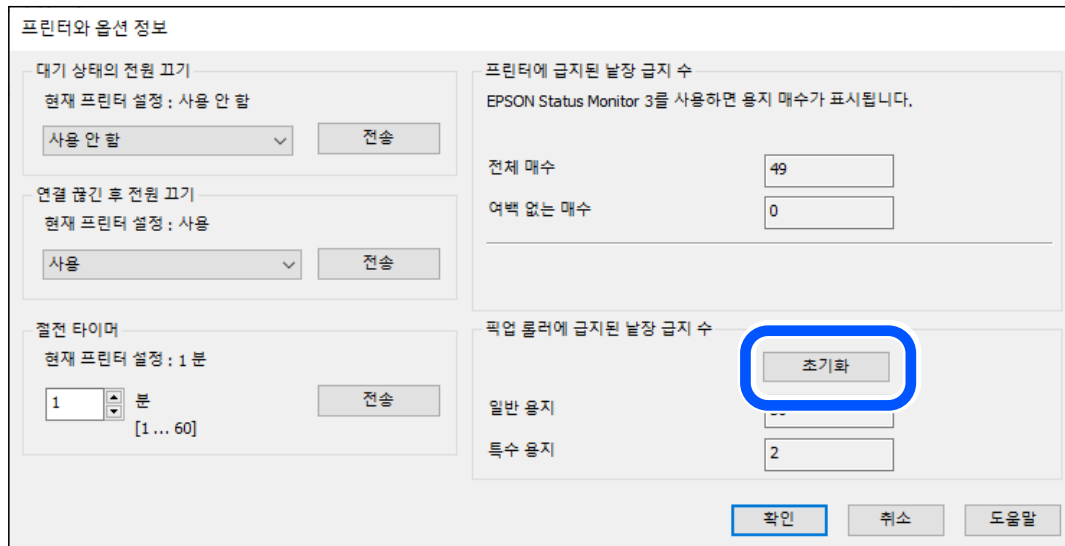 프린터와 옵션 정보
대기 상태의 전원 끄기
현재 프린터 설정 : 사용 안 함
사용 안 함
전송
연결 끊긴 후 전원 끄기
현재 프린터 설정 : 사용
사용
전송
절전 타이머
현재 프린터 설정 : 1 분
1
분
전송
[1 ... 60]
프린터에 급지된 낱장 급지 수
EPSON Status Monitor 3를 사용하면 용지 매수가 표시됩니다.
전체 매수
49
여백 없는 매수
0
픽업 롤러에 급지된 낱장 급지 수
초기화
일반 용지
특수 용지
2
확인
취소
도움말